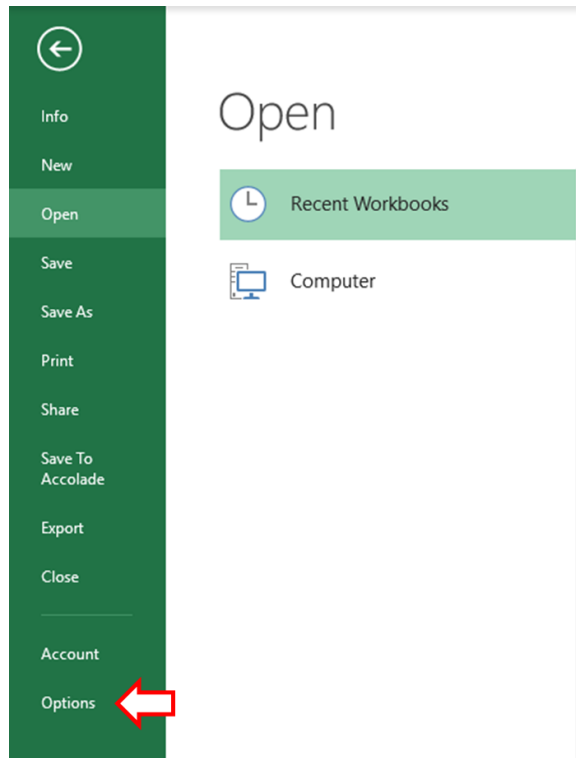 Info
New
Open
Save
Save As
Print
Share
Save To
Accolade
Export
Close
Account
Options
Open
Recent Workbooks
Computer